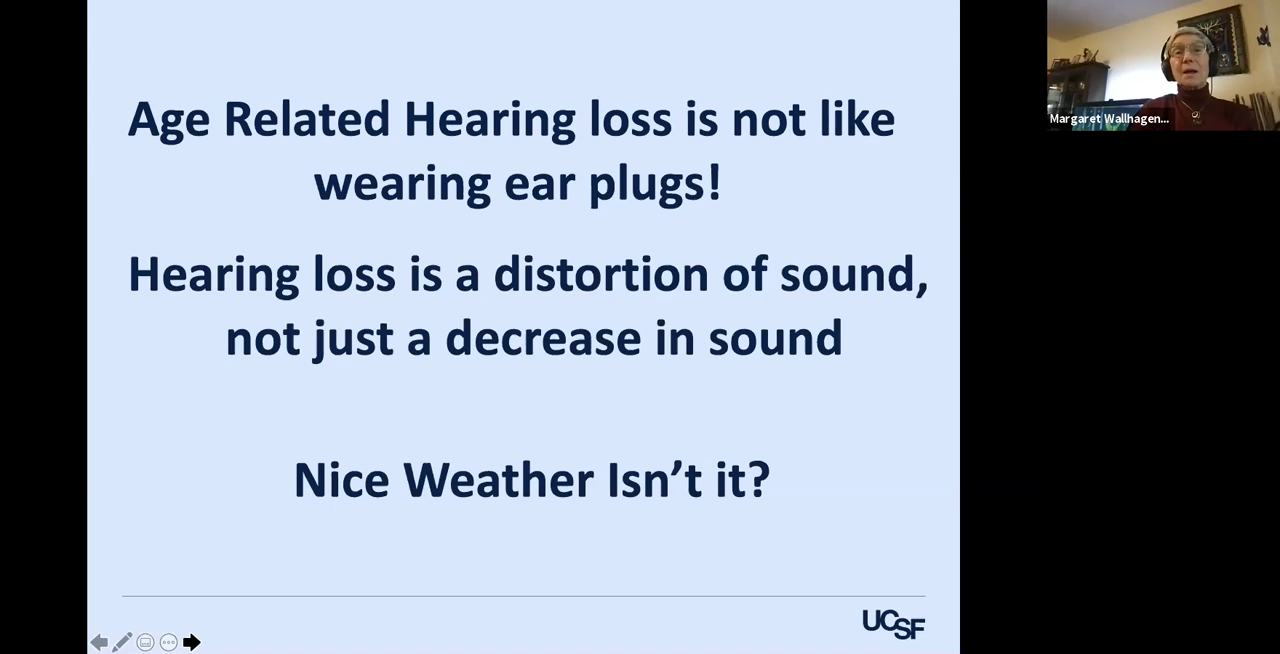 Age Related Hearing loss is not like
wearing ear plugs!
Hearing loss is a distortion of sound,
not just a decrease in sound
Nice Weather Isn’t it?
UCSF
Margaret Wallhagen...